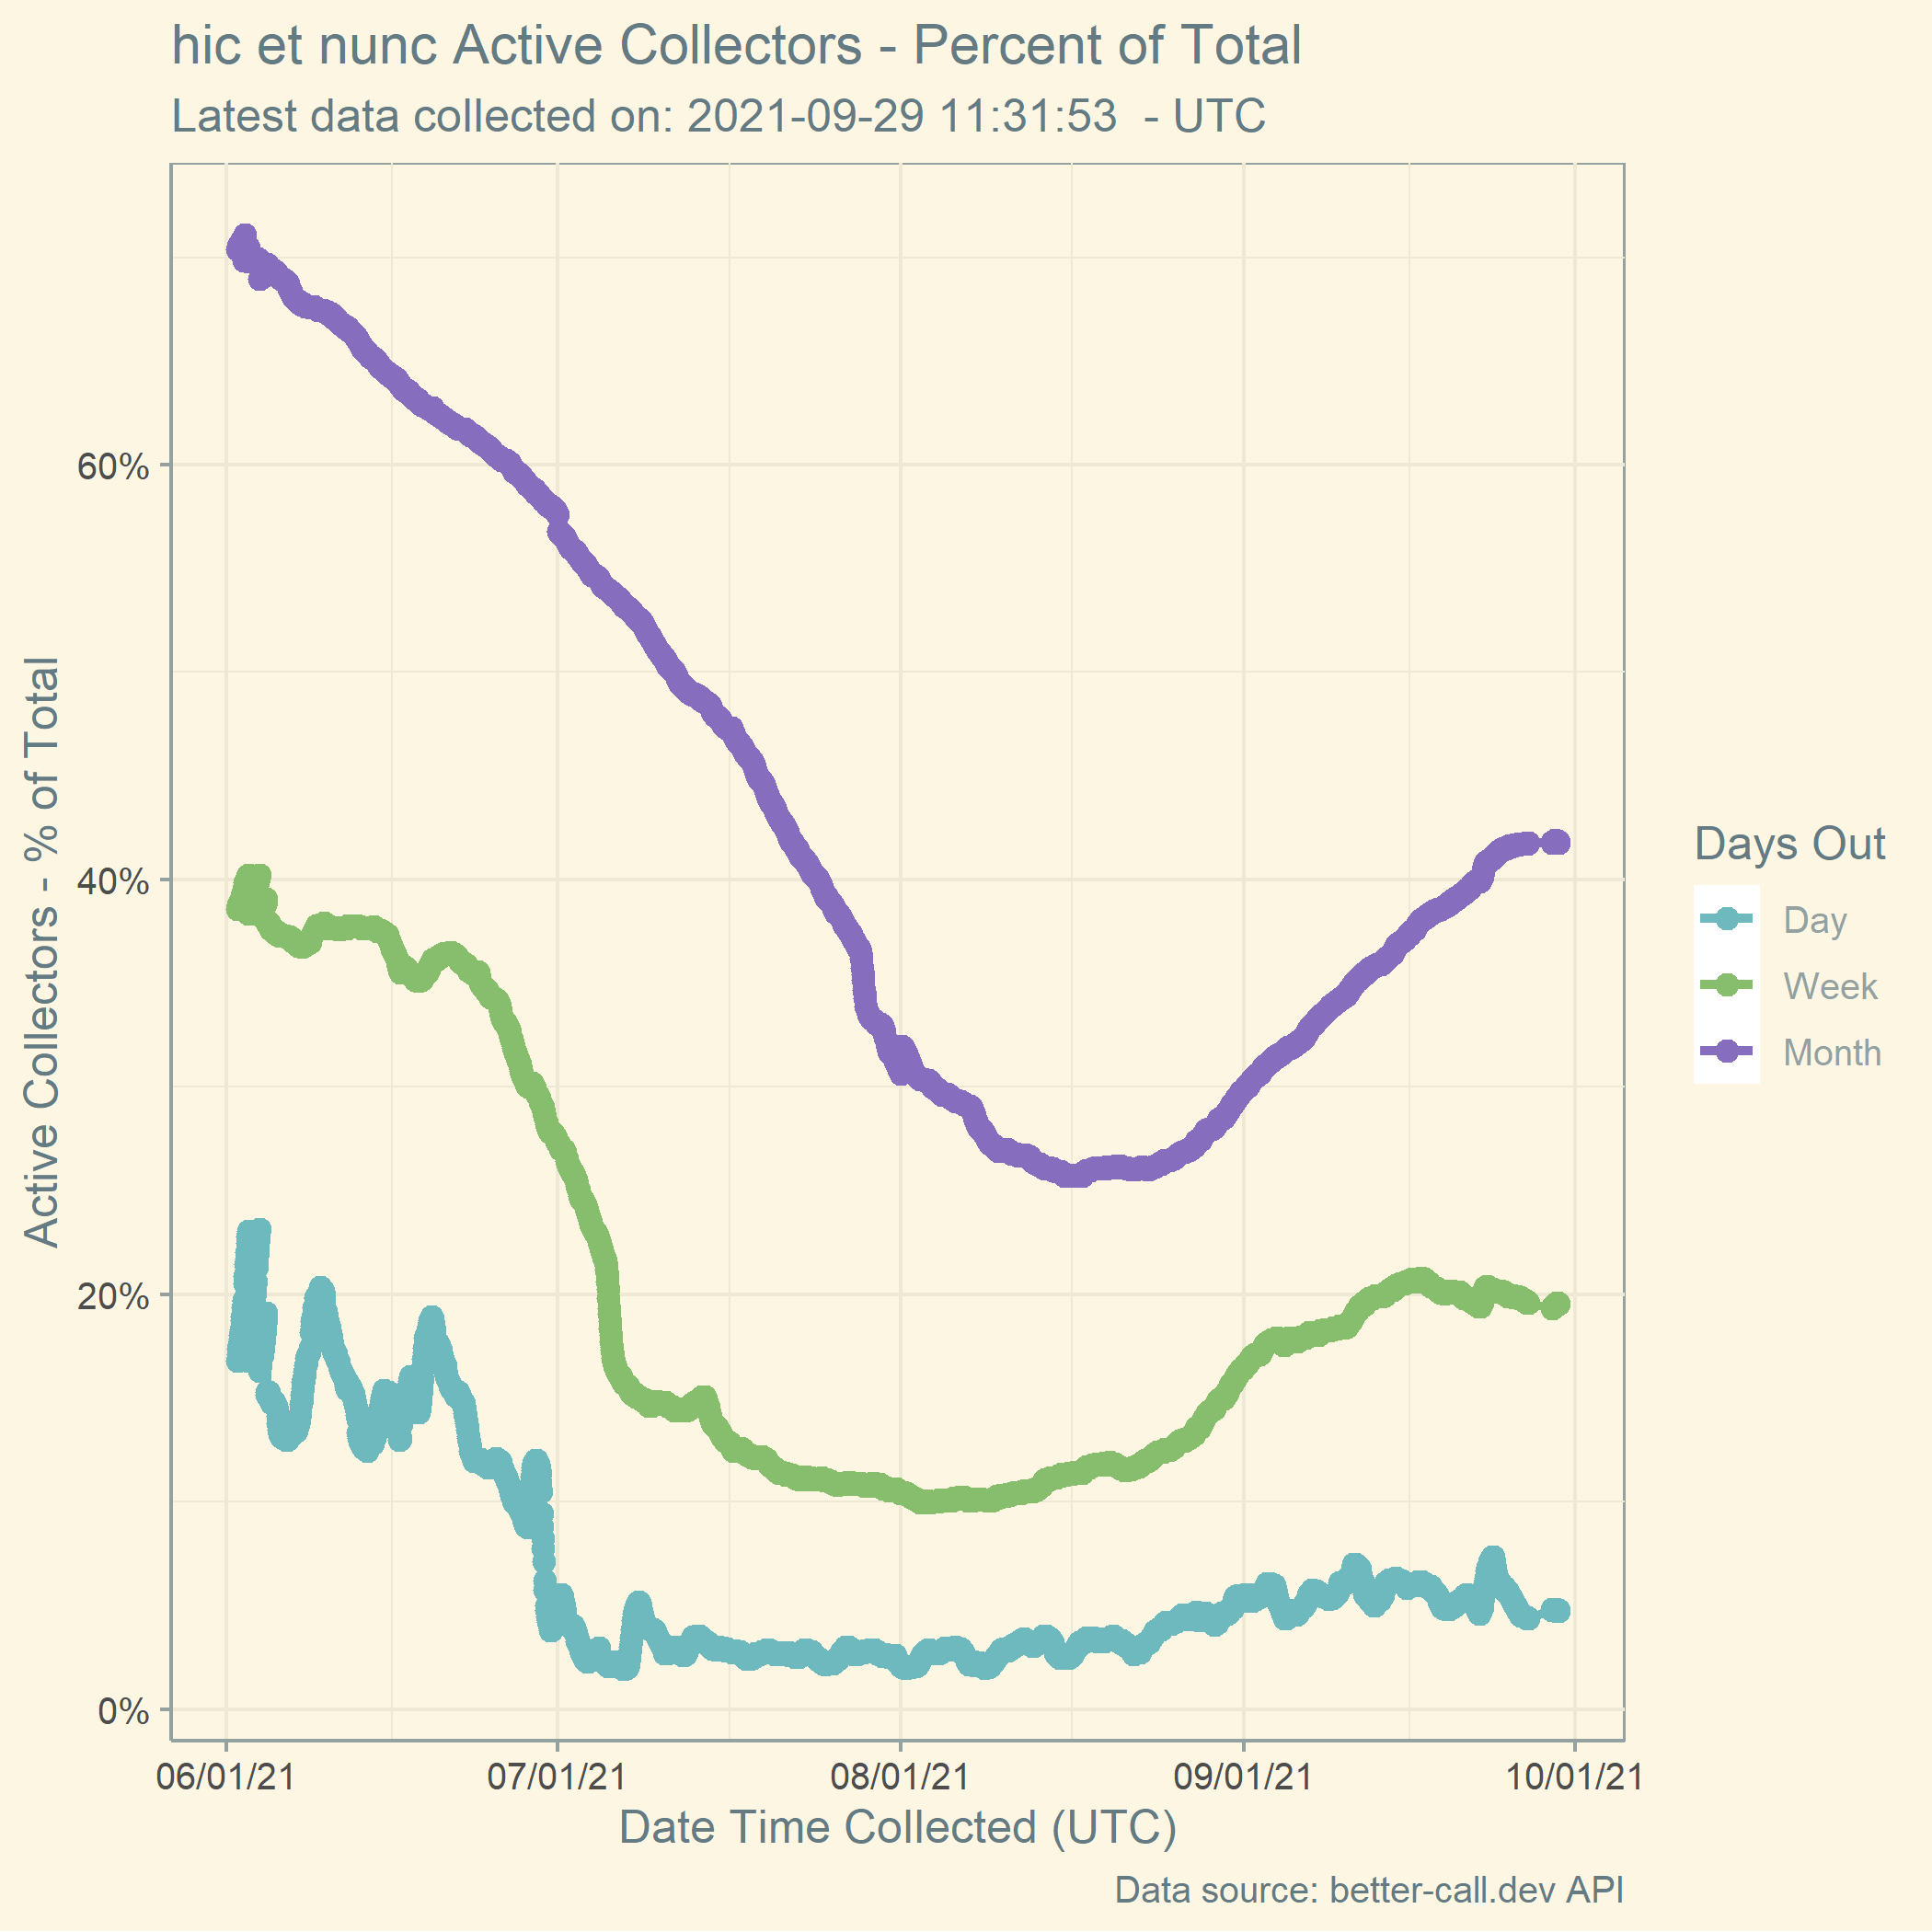 hic et nunc Active Collectors - Percent of Total
Latest data collected on: 2021-09-29 11:31:53  - UTC
Active Collectors - % of Total
60%
40%
20%
0%
06/01/21
07/01/21
08/01/21
09/01/21
10/01/21
Date Time Collected (UTC)
Days Out
Day
Week
Month
Data source: better-call.dev API